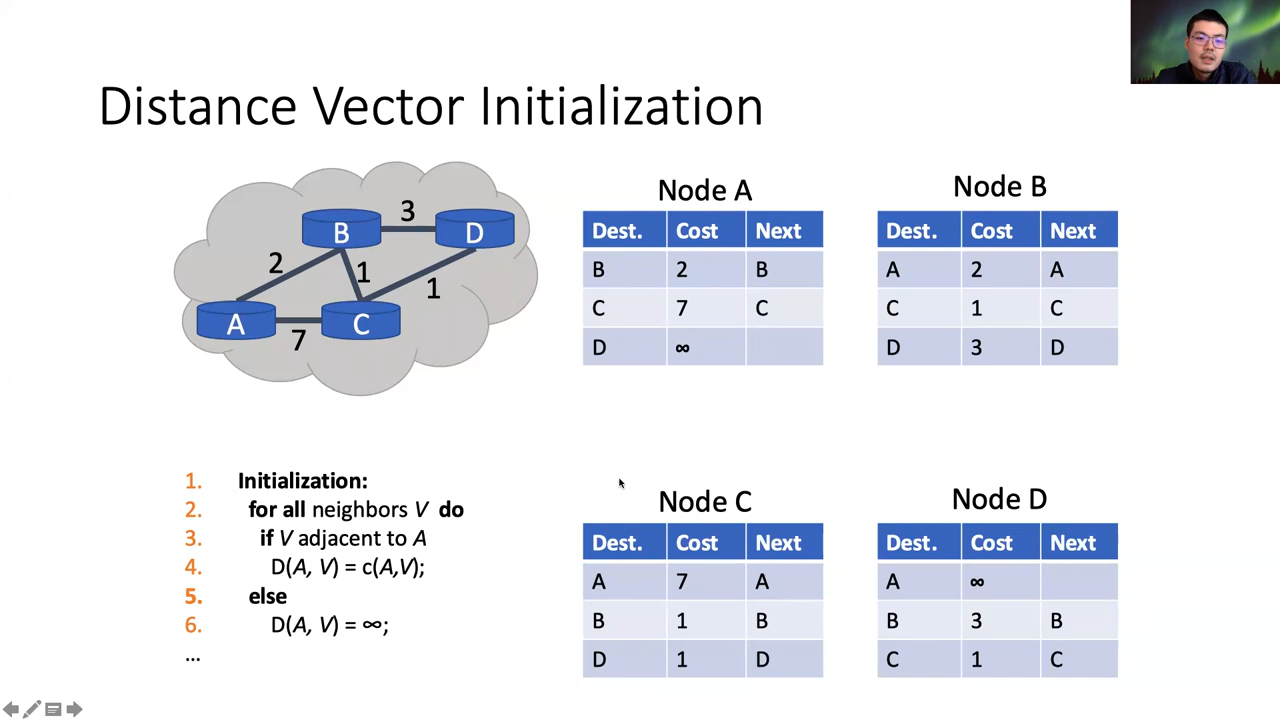 Distance Vector Initialization
B
3
D
2
1
1
A
7
C
Node A
Dest. Cost Next
B 2 B
C 7 C
D ∞
Node B
Dest. Cost Next
A 2 A
C 1 C
D 3 D
1. Initialization:
2. for all neighbors V do
3. if V adjacent to A
4. D(A, V) = c(A,V);
5. else
6. D(A, V) = ∞;
...
Node C
Dest. Cost Next
A 7 A
B 1 B
D 1 D
Node D
Dest. Cost Next
A ∞
B 3 B
C 1 C